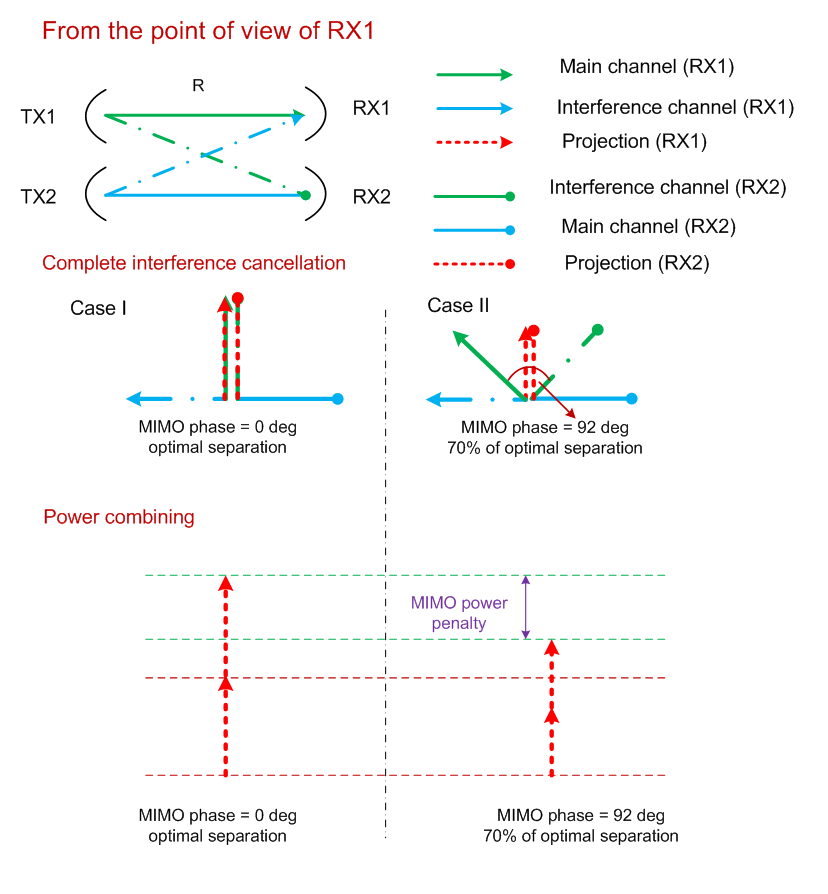 From the point of view of RX1
R
TX1
RX1
TX2
RX2
Main channel (RX1)
Interference channel (RX1)
Projection (RX1)
Interference channel (RX2)
Main channel (RX2)
Projection (RX2)
Complete interference cancellation
Case I
MIMO phase = 0 deg
optimal separation
Case II
MIMO phase = 92 deg
70% of optimal separation
Power combining
MIMO power
penalty
MIMO phase = 0 deg
optimal separation
MIMO phase = 92 deg
70% of optimal separation